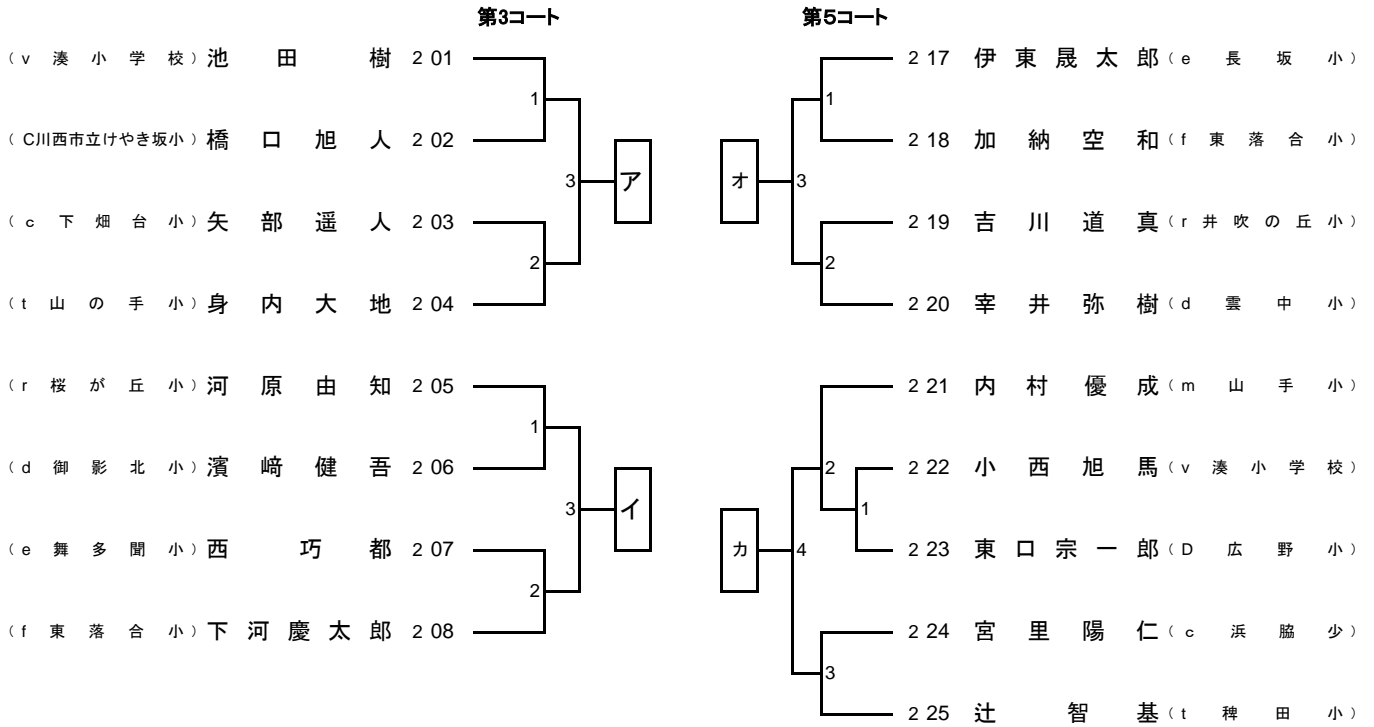 第3コート
(v 湊小学校) 池田樹 2 01
1
(C川西市立けやき坂小) 橋口旭人 2 02
3 ア
(c 下畑台小) 矢部遥人 2 03
2
(t 山の手小) 身内大地 2 04
(r 桜が丘小) 河原由知 2 05
1
(d 御影北小) 濱﨑健吾 2 06
3 イ
(e 舞多聞小) 西巧都 2 07
2
(f 東落合小) 下河慶太郎 2 08
第5コート
2 17 伊東晟太郎 (e 長坂小)
1
2 18 加納空和 (f 東落合小)
オ 3
2 19 吉川道真 (r 井吹の丘小)
2
2 20 宰井弥樹 (d 雲中小)
2 21 内村優成 (m 山手小)
2
2 22 小西旭馬 (v 湊小学校)
1
カ 4
2 23 東口宗一郎 (D 広野小)
2 24 宮里陽仁 (c 浜脇少)
3
2 25 辻智基 (t 稗田小)